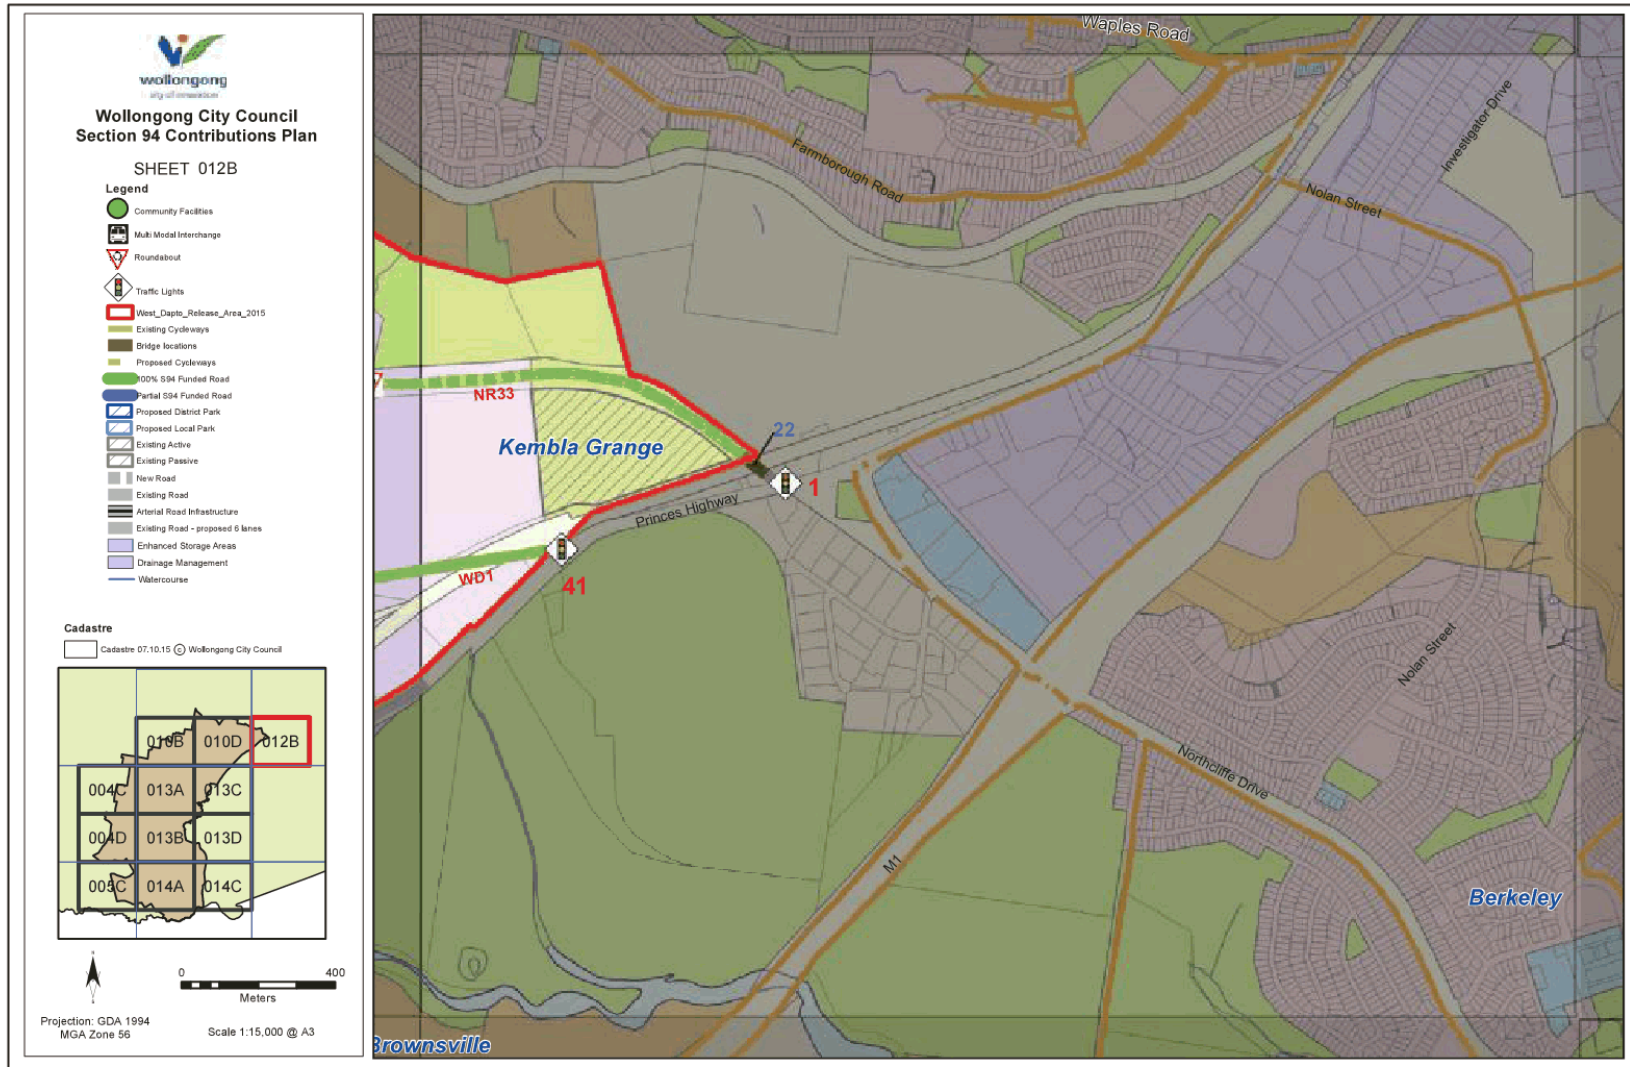 wollongong
city of innovation
Wollongong City Council
Section 94 Contributions Plan
SHEET 012B
Legend
Community Facilities
Multi Modal Interchange
Roundabout
Traffic Lights
West_Dapto_Release_Area_2015
Existing Cycleways
Bridge locations
Proposed Cycleways
100% S94 Funded Road
Partial S94 Funded Road
Proposed District Park
Proposed Local Park
Existing Active
Existing Passive
New Road
Existing Road
Arterial Road Infrastructure
Existing Road - proposed 6 lanes
Enhanced Storage Areas
Drainage Management
Watercourse
Cadastre
Cadastre 07.10.15 © Wollongong City Council
010B 010D 012B
004C 013A 013C
004D 013B 013D
005C 014A 014C
0 400
Meters
Projection: GDA 1994
MGA Zone 56
Scale 1:15,000 @ A3
Waples Road
Investigator Drive
Farmborough Road
Nolan Street
NR33
22
Kembla Grange
1
Princes Highway
WD1
41
Nolan Street
Northcliffe Drive
M1
Berkeley
Brownsville